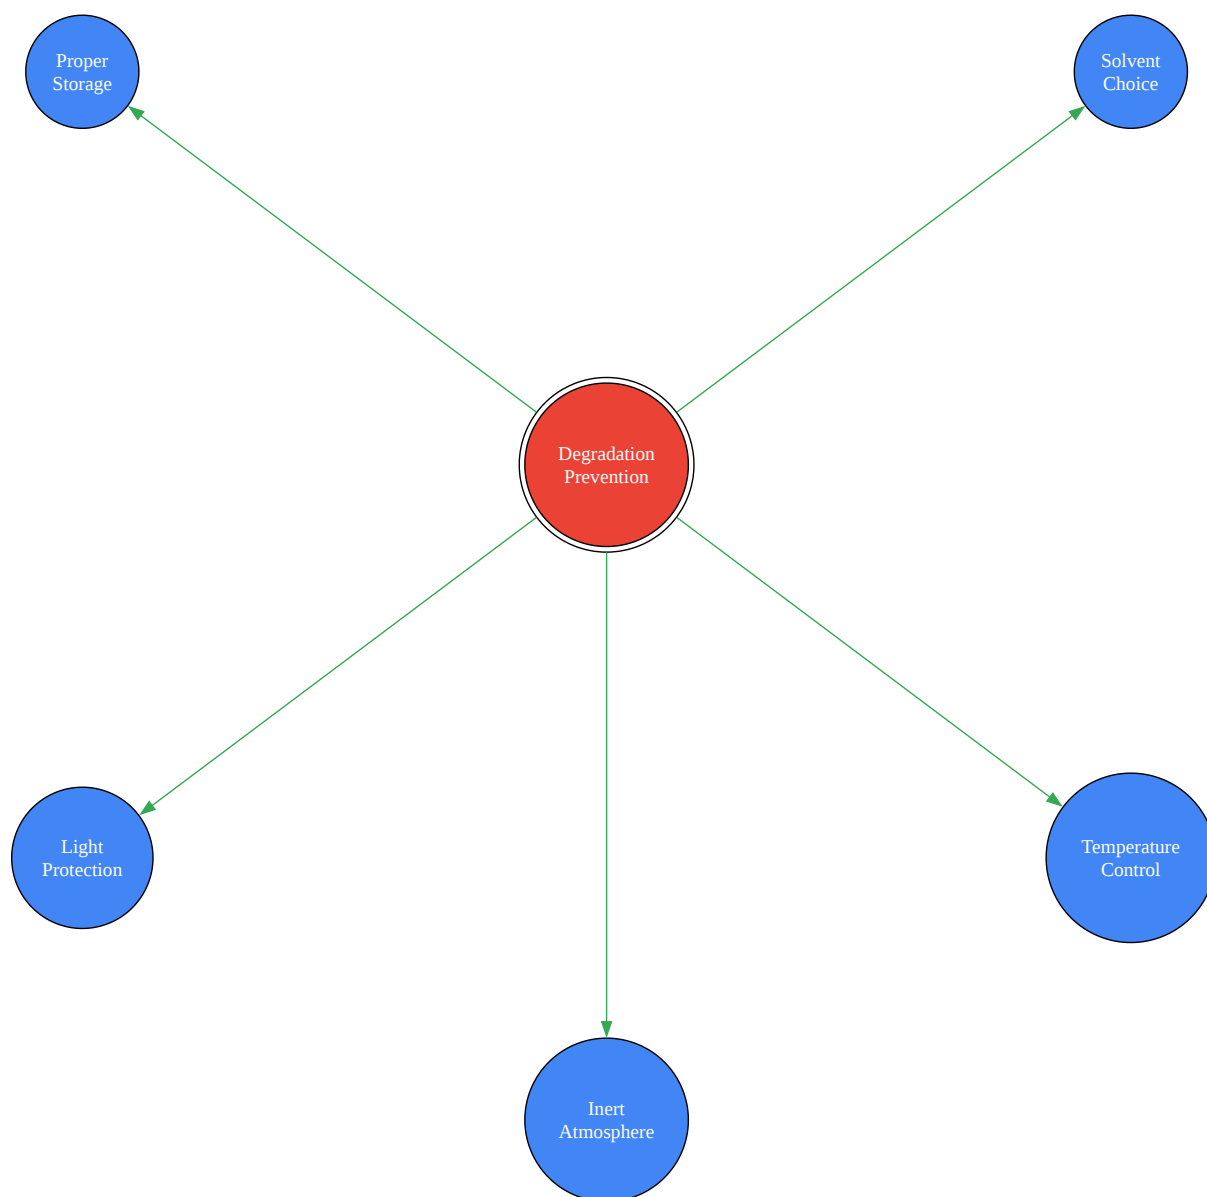 Proper
Storage
Solvent
Choice
Degradation
Prevention
Light
Protection
Temperature
Control
Inert
Atmosphere